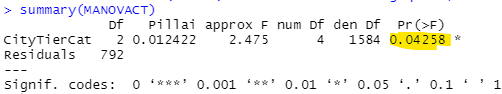 > summary(MANOVACT)
Df Pillai approx F num Df den Df Pr(>F)
CityTierCat 2 0.012422 2.475 4 1584 0.04258 *
Residuals 792
---
Signif. codes: 0 ‘***’ 0.001 ‘**’ 0.01 ‘*’ 0.05 ‘.’ 0.1 ‘ ’ 1